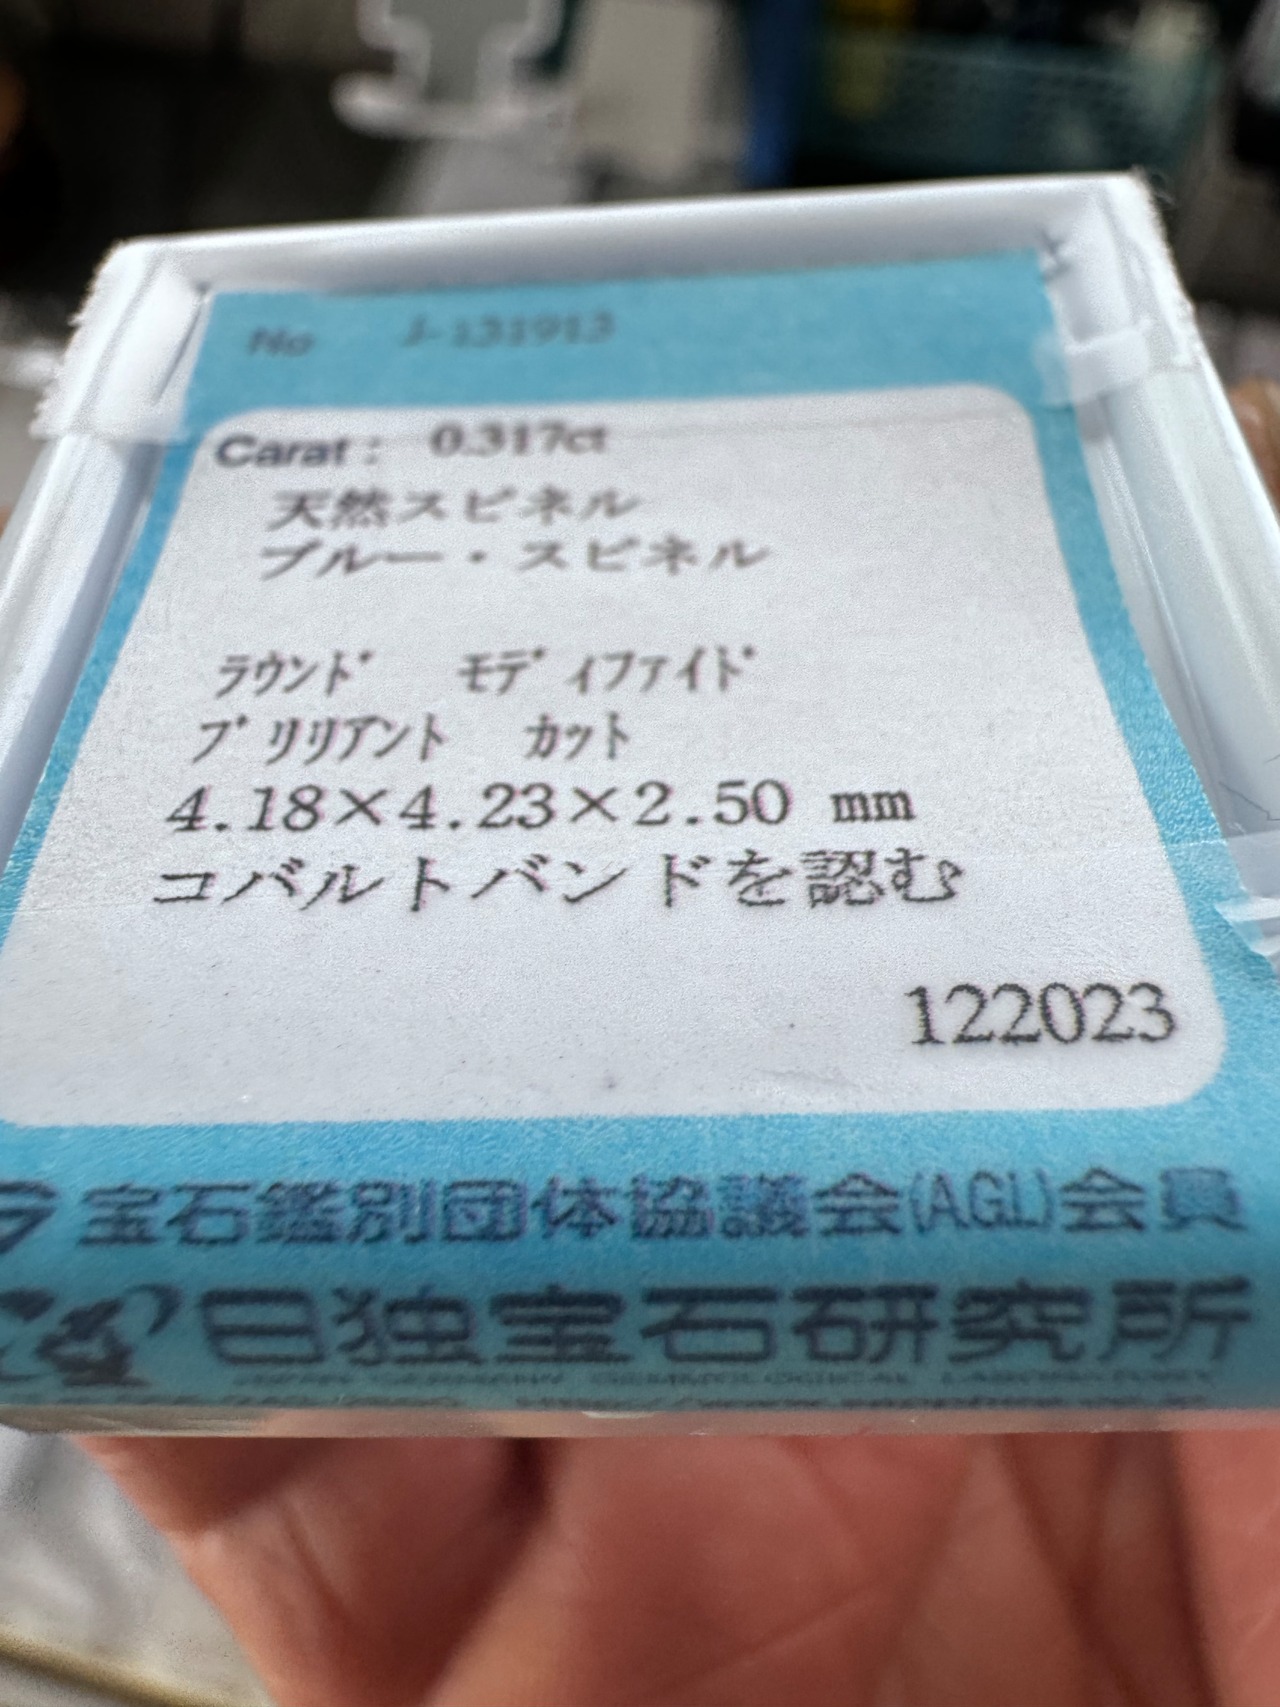 No J-131913
Carat : 0.317ct
天然スピネル
ブルー・スピネル
ﾗｳﾝﾄﾞ ﾓﾃﾞｨﾌｧｲﾄﾞ
ﾌﾞﾘﾘｱﾝﾄ ｶｯﾄ
4.18×4.23×2.50 mm
コバルトバンドを認む
122023
宝石鑑別団体協議会(AGL)会員
日独宝石研究所